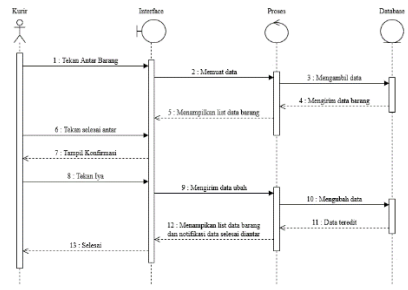 Kurir
Interface
Proses
Database
1 : Tekan Antar Barang
2 : Memuat data
3 : Mengambil data
4 : Mengirim data barang
5 : Menampilkan list data barang
6 : Tekan selesai antar
7 : Tampil Konfirmasi
8 : Tekan Iya
9 : Mengirim data ubah
10 : Mengubah data
11 : Data teredit
12 : Menampilkan list data barang
dan notifikasi data selesai diantar
13 : Selesai